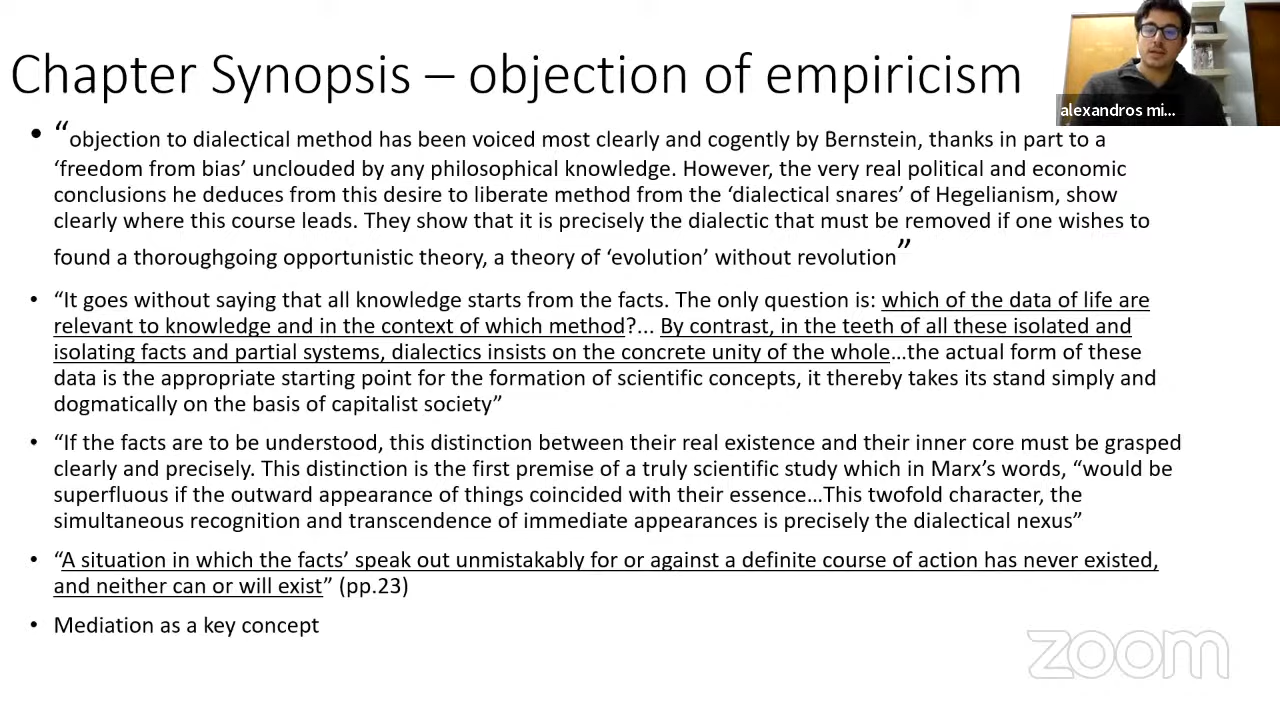 Chapter Synopsis – objection of empiricism
alexandros mi...
• “objection to dialectical method has been voiced most clearly and cogently by Bernstein, thanks in part to a
‘freedom from bias’ unclouded by any philosophical knowledge. However, the very real political and economic
conclusions he deduces from this desire to liberate method from the ‘dialectical snares’ of Hegelianism, show
clearly where this course leads. They show that it is precisely the dialectic that must be removed if one wishes to
found a thoroughgoing opportunistic theory, a theory of ‘evolution’ without revolution”
• “It goes without saying that all knowledge starts from the facts. The only question is: which of the data of life are
relevant to knowledge and in the context of which method?... By contrast, in the teeth of all these isolated and
isolating facts and partial systems, dialectics insists on the concrete unity of the whole…the actual form of these
data is the appropriate starting point for the formation of scientific concepts, it thereby takes its stand simply and
dogmatically on the basis of capitalist society”
• “If the facts are to be understood, this distinction between their real existence and their inner core must be grasped
clearly and precisely. This distinction is the first premise of a truly scientific study which in Marx’s words, “would be
superfluous if the outward appearance of things coincided with their essence…This twofold character, the
simultaneous recognition and transcendence of immediate appearances is precisely the dialectical nexus”
• “A situation in which the facts’ speak out unmistakably for or against a definite course of action has never existed,
and neither can or will exist” (pp.23)
• Mediation as a key concept
zoom